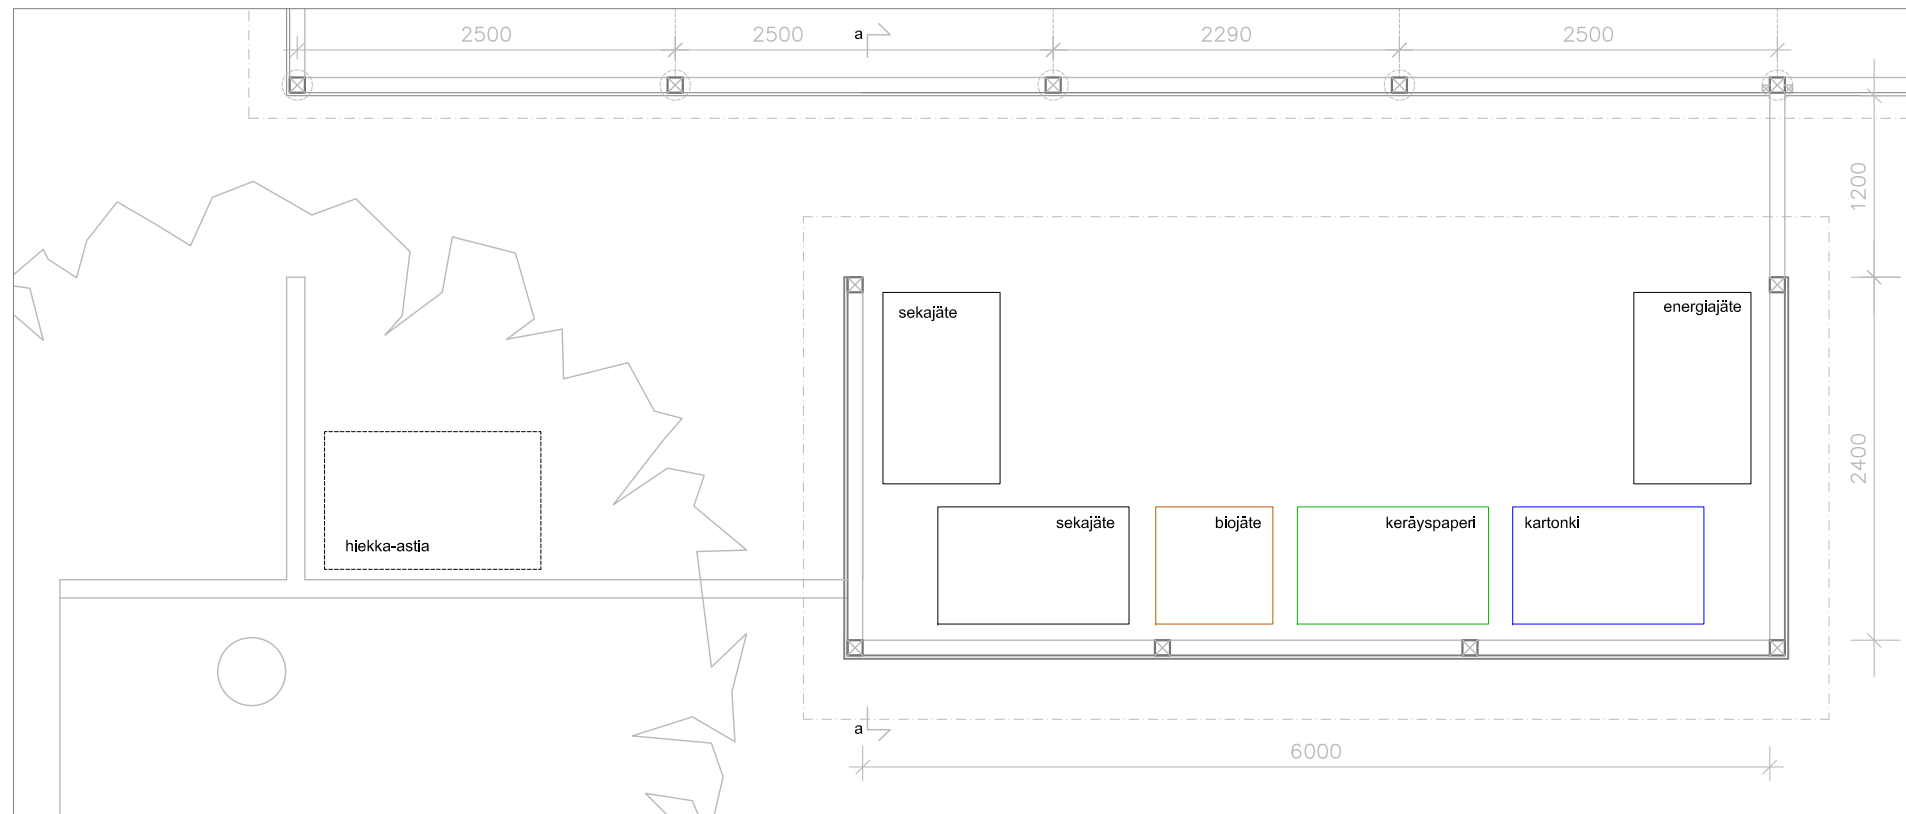 2500
2500
a
2290
2500
1200
sekajäte
energiajäte
2400
hiekka-astia
sekajäte
biojäte
keräyspaperi
kartonki
a
6000